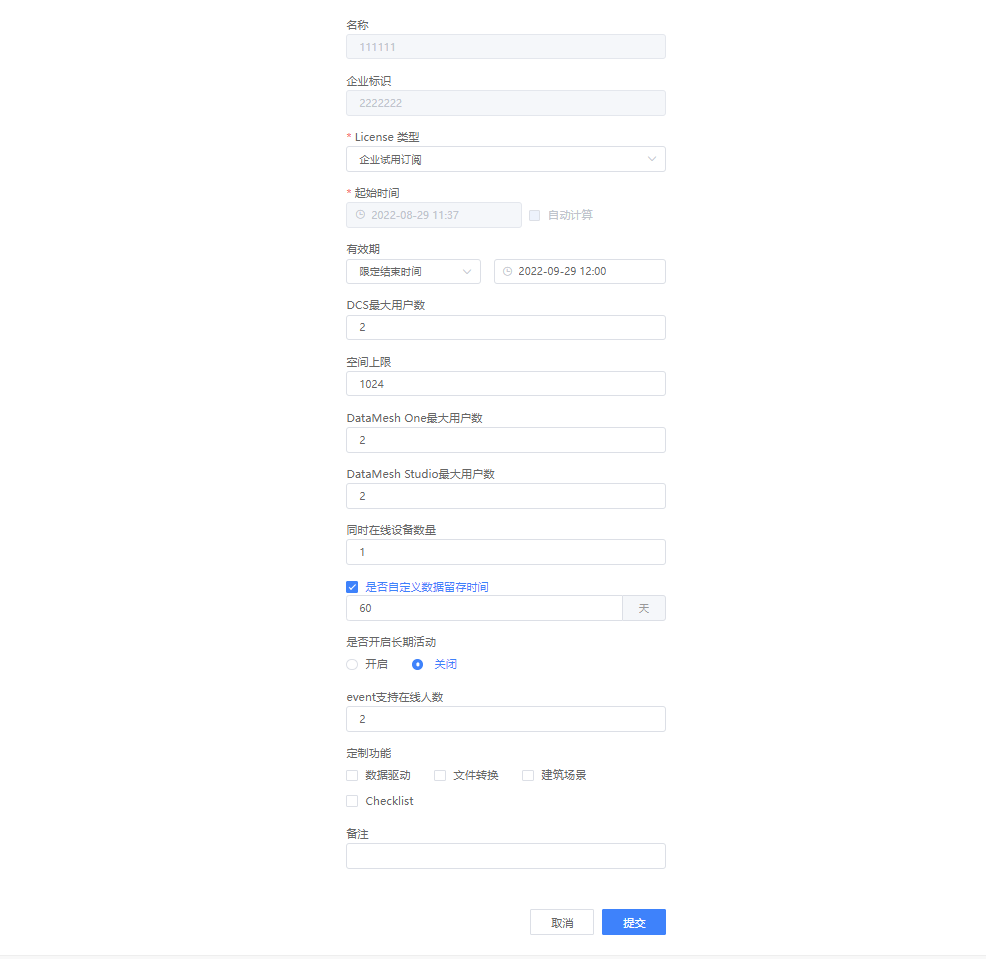 名称
111111
企业标识
2222222
* License 类型
企业试用订阅
* 起始时间
2022-08-29 11:37 自动计算
有效期
限定结束时间 2022-09-29 12:00
DCS最大用户数
2
空间上限
1024
DataMesh One最大用户数
2
DataMesh Studio最大用户数
2
同时在线设备数量
1
是否自定义数据留存时间
60 天
是否开启长期活动
开启 关闭
event支持在线人数
2
定制功能
数据驱动 文件转换 建筑场景
Checklist
备注
取消 提交